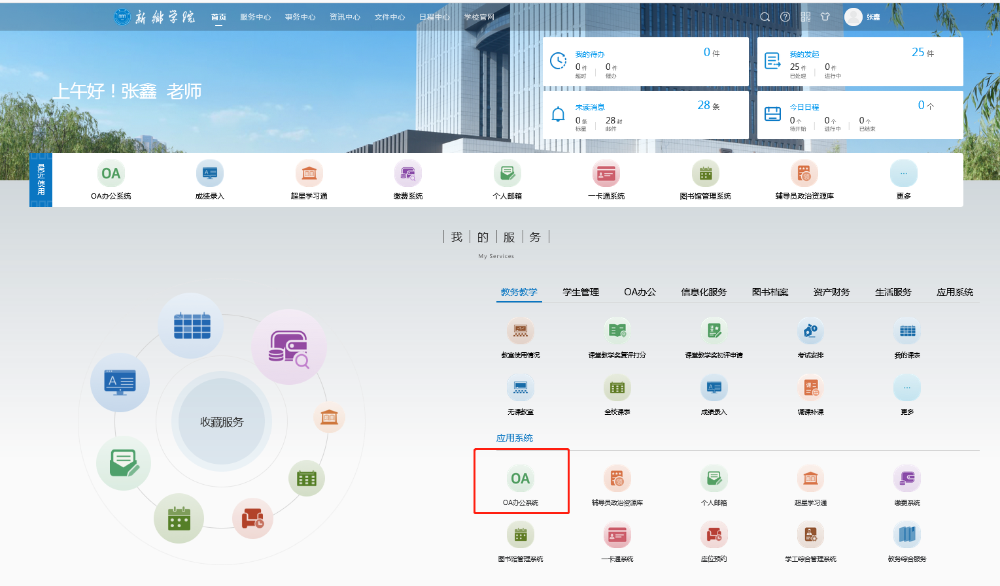 新乡学院 首页 服务中心 事务中心 资讯中心 文件中心 日程中心 学校官网 张鑫
上午好！张鑫 老师
我的待办 0 件
0 件 0 件
超时 催办
我的发起 25 件
25 件 0 件
已处理 进行中
未读消息 28 条
0 条 28 封
标星 邮件
今日日程 0 个
0 个 0 个 0 个
待开始 进行中 已结束
最近使用
OA
OA办公系统 成绩录入 超星学习通 缴费系统 个人邮箱 一卡通系统 图书馆管理系统 辅导员政治资源库 更多
我 的 服 务
My Services
收藏服务
教务教学 学生管理 OA办公 信息化服务 图书档案 资产财务 生活服务 应用系统
教室使用情况 课堂教学奖复评打分 课堂教学奖初评申请 考试安排 我的课表
无课教室 全校课表 成绩录入 调课补课 更多
应用系统
OA
OA办公系统 辅导员政治资源库 个人邮箱 超星学习通 缴费系统
图书馆管理系统 一卡通系统 座位预约 学工综合管理系统 教务综合服务